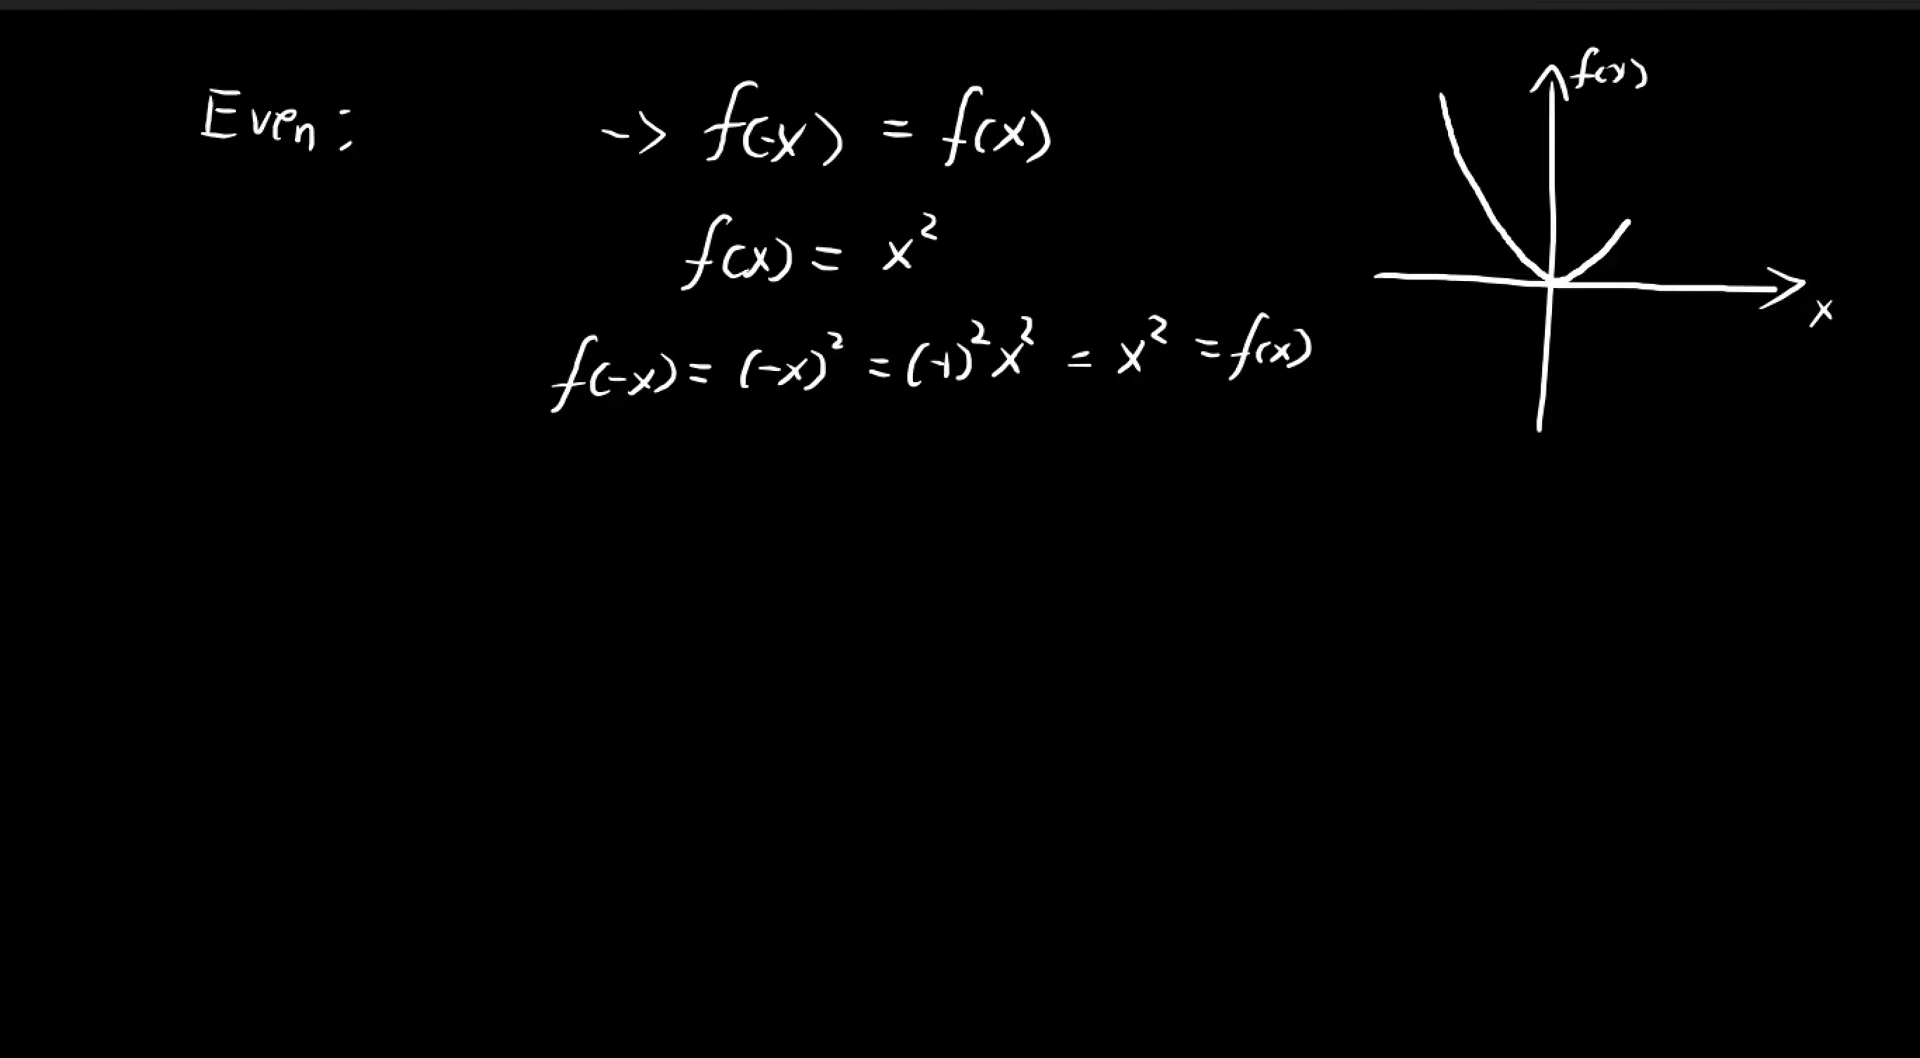 Even: -> f(-x) = f(x)
f(x) = x²
f(-x) = (-x)² = (-1)²x² = x² = f(x)
f(x)
x